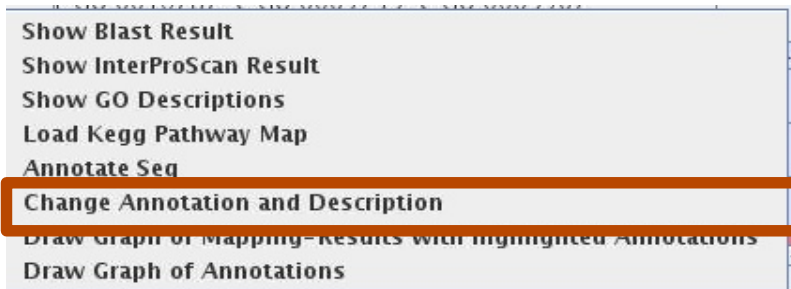 Show Blast Result
Show InterProScan Result
Show GO Descriptions
Load Kegg Pathway Map
Annotate Seq
Change Annotation and Description
Draw Graph of Mapping-Results with highlighted Annotations
Draw Graph of Annotations